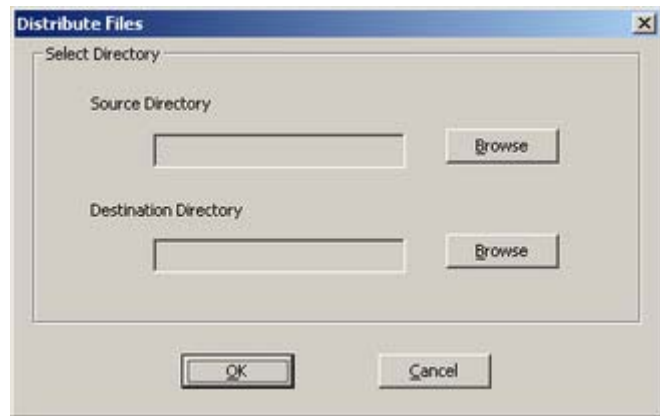 Distribute Files
Select Directory
Source Directory
Browse
Destination Directory
Browse
OK Cancel